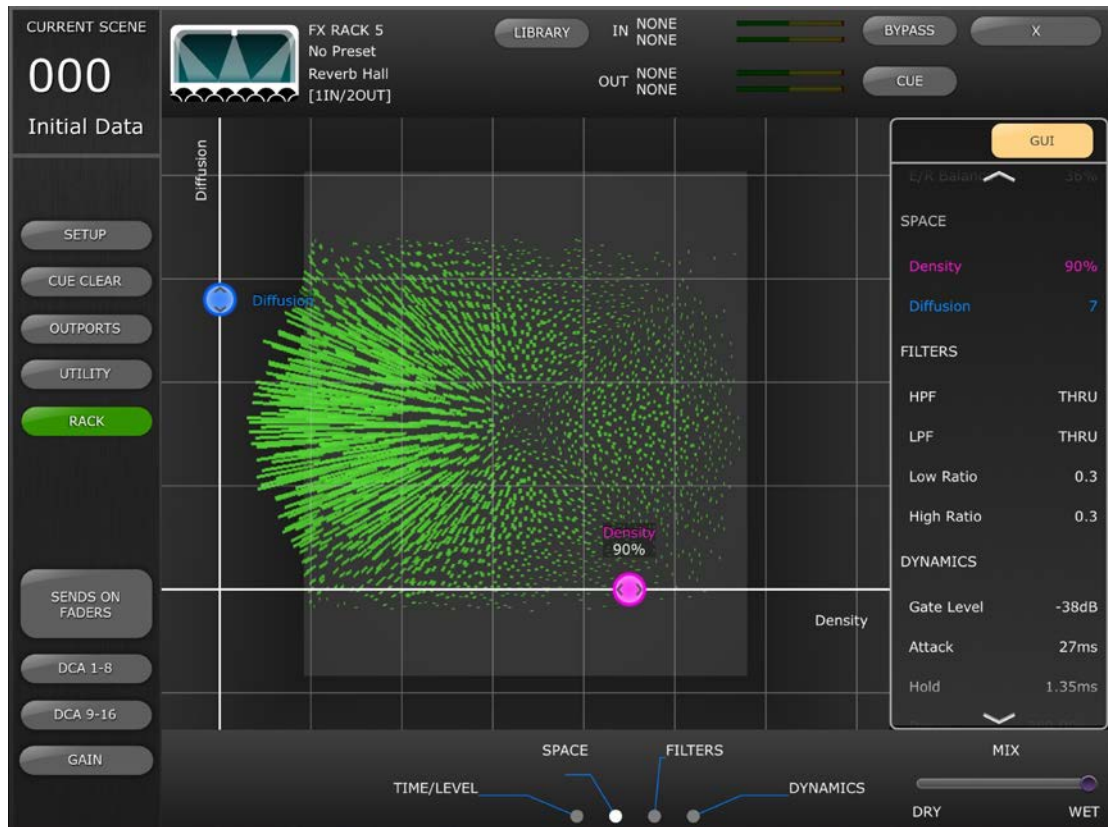 CURRENT SCENE
000
Initial Data
SETUP
CUE CLEAR
OUTPORTS
UTILITY
RACK
SENDS ON
FADERS
DCA 1-8
DCA 9-16
GAIN
FX RACK 5
No Preset
Reverb Hall
[1IN/2OUT]
LIBRARY
IN NONE
NONE
OUT NONE
NONE
BYPASS
X
CUE
Diffusion
Diffusion
Density
90%
Density
GUI
E/R Balance 36%
SPACE
Density 90%
Diffusion 7
FILTERS
HPF THRU
LPF THRU
Low Ratio 0.3
High Ratio 0.3
DYNAMICS
Gate Level -38dB
Attack 27ms
Hold 1.35ms
TIME/LEVEL
SPACE
FILTERS
DYNAMICS
MIX
DRY WET